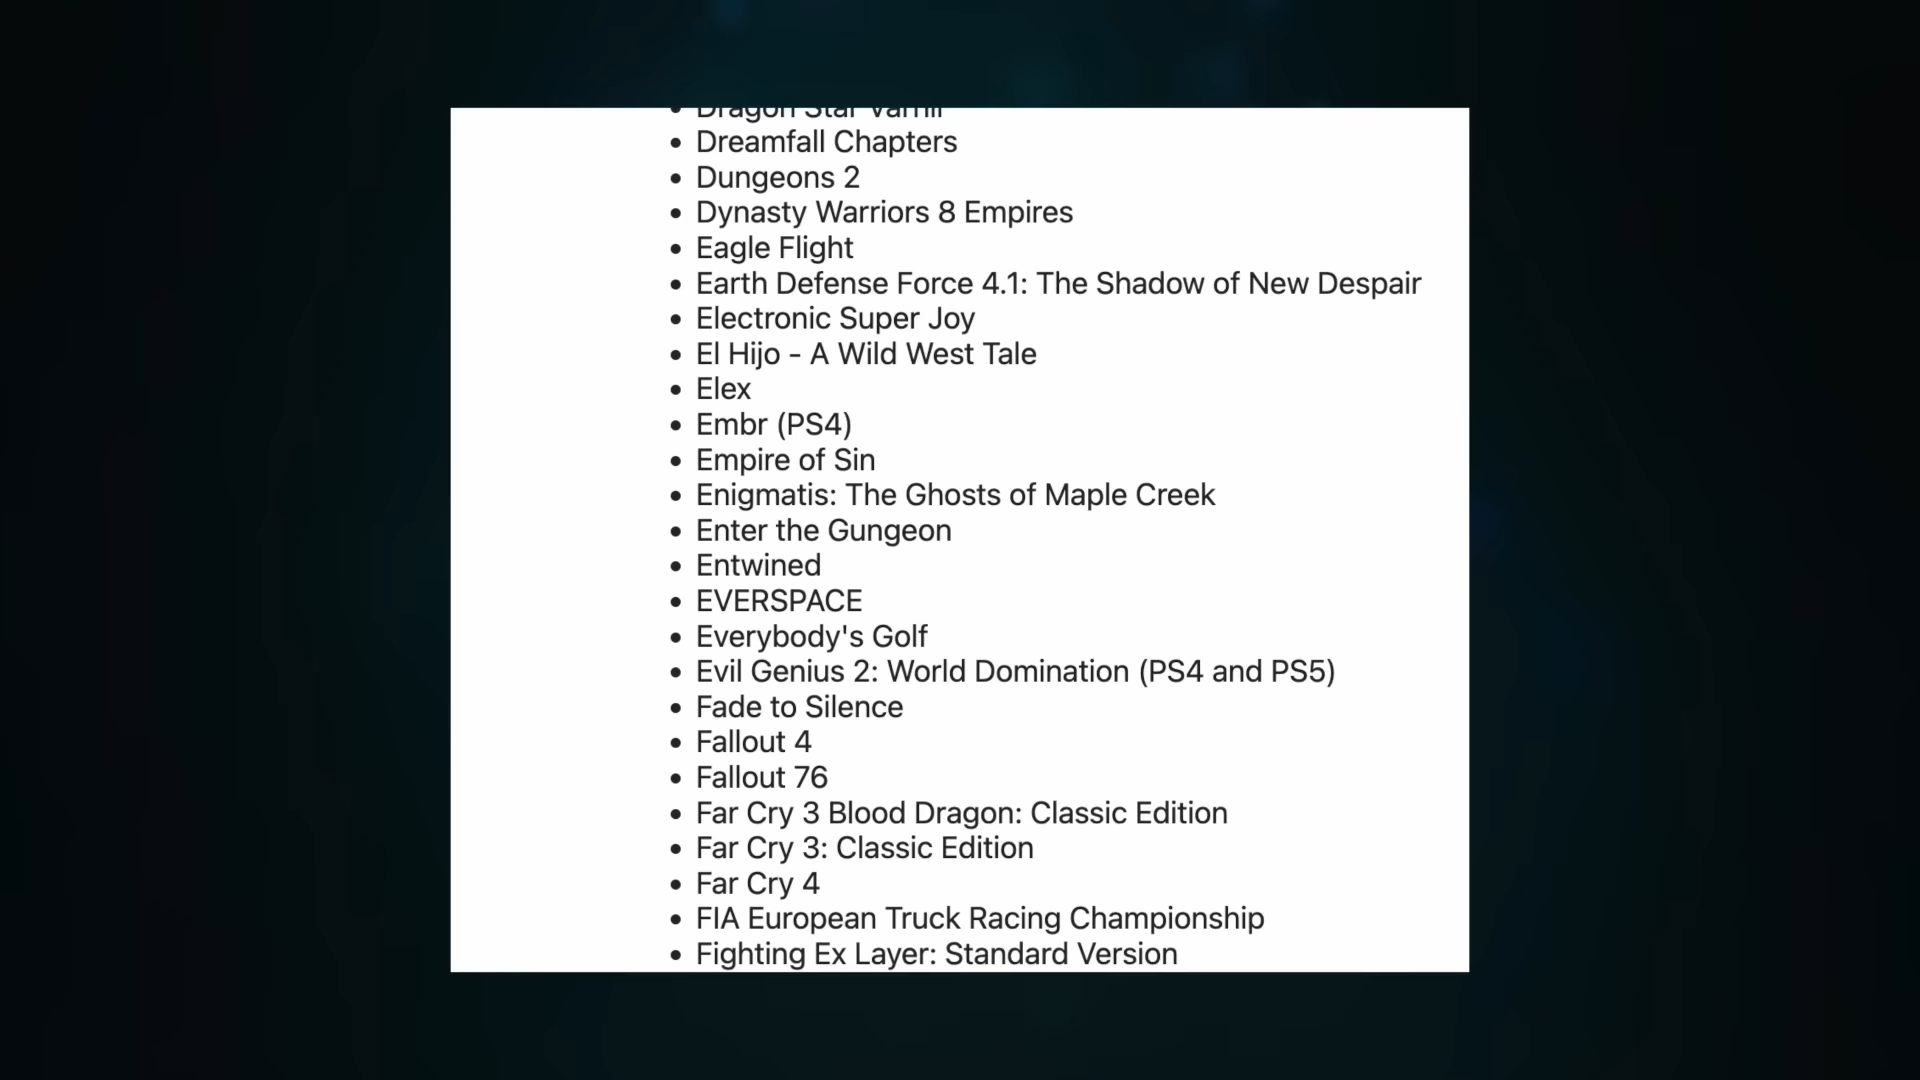 Dragon Star Varnir
• Dreamfall Chapters
• Dungeons 2
• Dynasty Warriors 8 Empires
• Eagle Flight
• Earth Defense Force 4.1: The Shadow of New Despair
• Electronic Super Joy
• El Hijo - A Wild West Tale
• Elex
• Embr (PS4)
• Empire of Sin
• Enigmatis: The Ghosts of Maple Creek
• Enter the Gungeon
• Entwined
• EVERSPACE
• Everybody's Golf
• Evil Genius 2: World Domination (PS4 and PS5)
• Fade to Silence
• Fallout 4
• Fallout 76
• Far Cry 3 Blood Dragon: Classic Edition
• Far Cry 3: Classic Edition
• Far Cry 4
• FIA European Truck Racing Championship
• Fighting Ex Layer: Standard Version